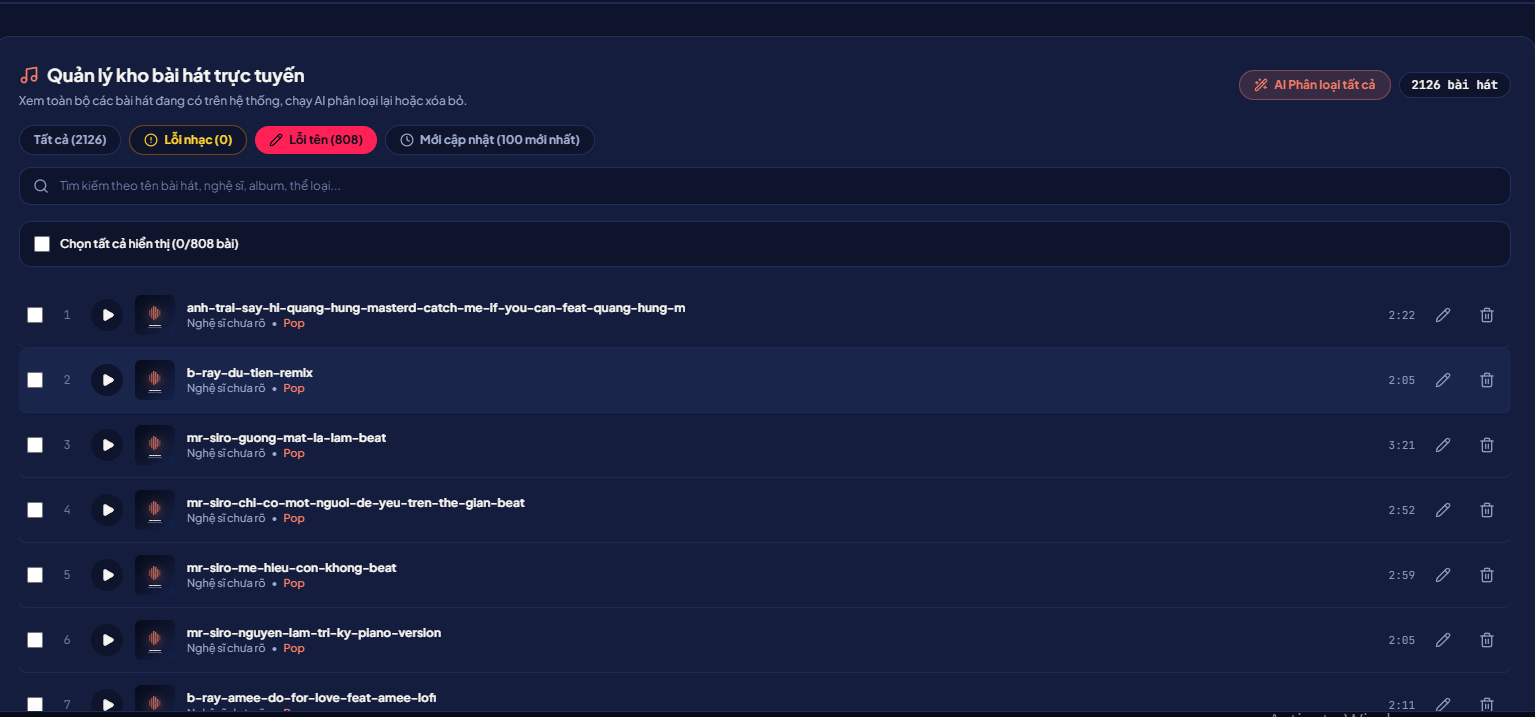 Quản lý kho bài hát trực tuyến
Xem toàn bộ các bài hát đang có trên hệ thống, chạy AI phân loại lại hoặc xóa bỏ.
AI Phân loại tất cả
2126 bài hát
Tất cả (2126)
Lỗi nhạc (0)
Lỗi tên (808)
Mới cập nhật (100 mới nhất)
Tìm kiếm theo tên bài hát, nghệ sĩ, album, thể loại...
Chọn tất cả hiển thị (0/808 bài)
1
anh-trai-say-hi-quang-hung-masterd-catch-me-if-you-can-feat-quang-hung-m
Nghệ sĩ chưa rõ • Pop
2:22
2
b-ray-du-tien-remix
Nghệ sĩ chưa rõ • Pop
2:05
3
mr-siro-guong-mat-la-lam-beat
Nghệ sĩ chưa rõ • Pop
3:21
4
mr-siro-chi-co-mot-nguoi-de-yeu-tren-the-gian-beat
Nghệ sĩ chưa rõ • Pop
2:52
5
mr-siro-me-hieu-con-khong-beat
Nghệ sĩ chưa rõ • Pop
2:59
6
mr-siro-nguyen-lam-tri-ky-piano-version
Nghệ sĩ chưa rõ • Pop
2:05
7
b-ray-amee-do-for-love-feat-amee-lofi
2:11